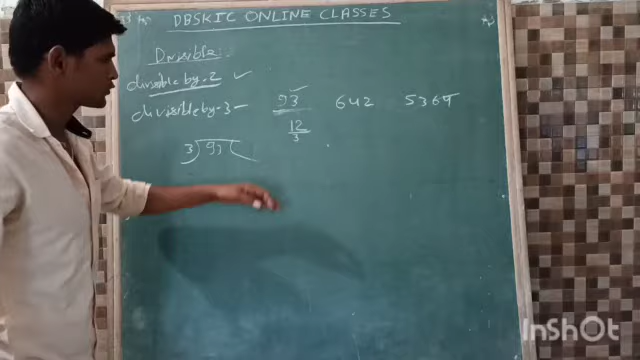 DBSKIC ONLINE CLASSES
Divisible:
divisible by-2 ✓
divisible by-3 - 93 ✓ 642 5364
12
3
3) 93 (
InShOt